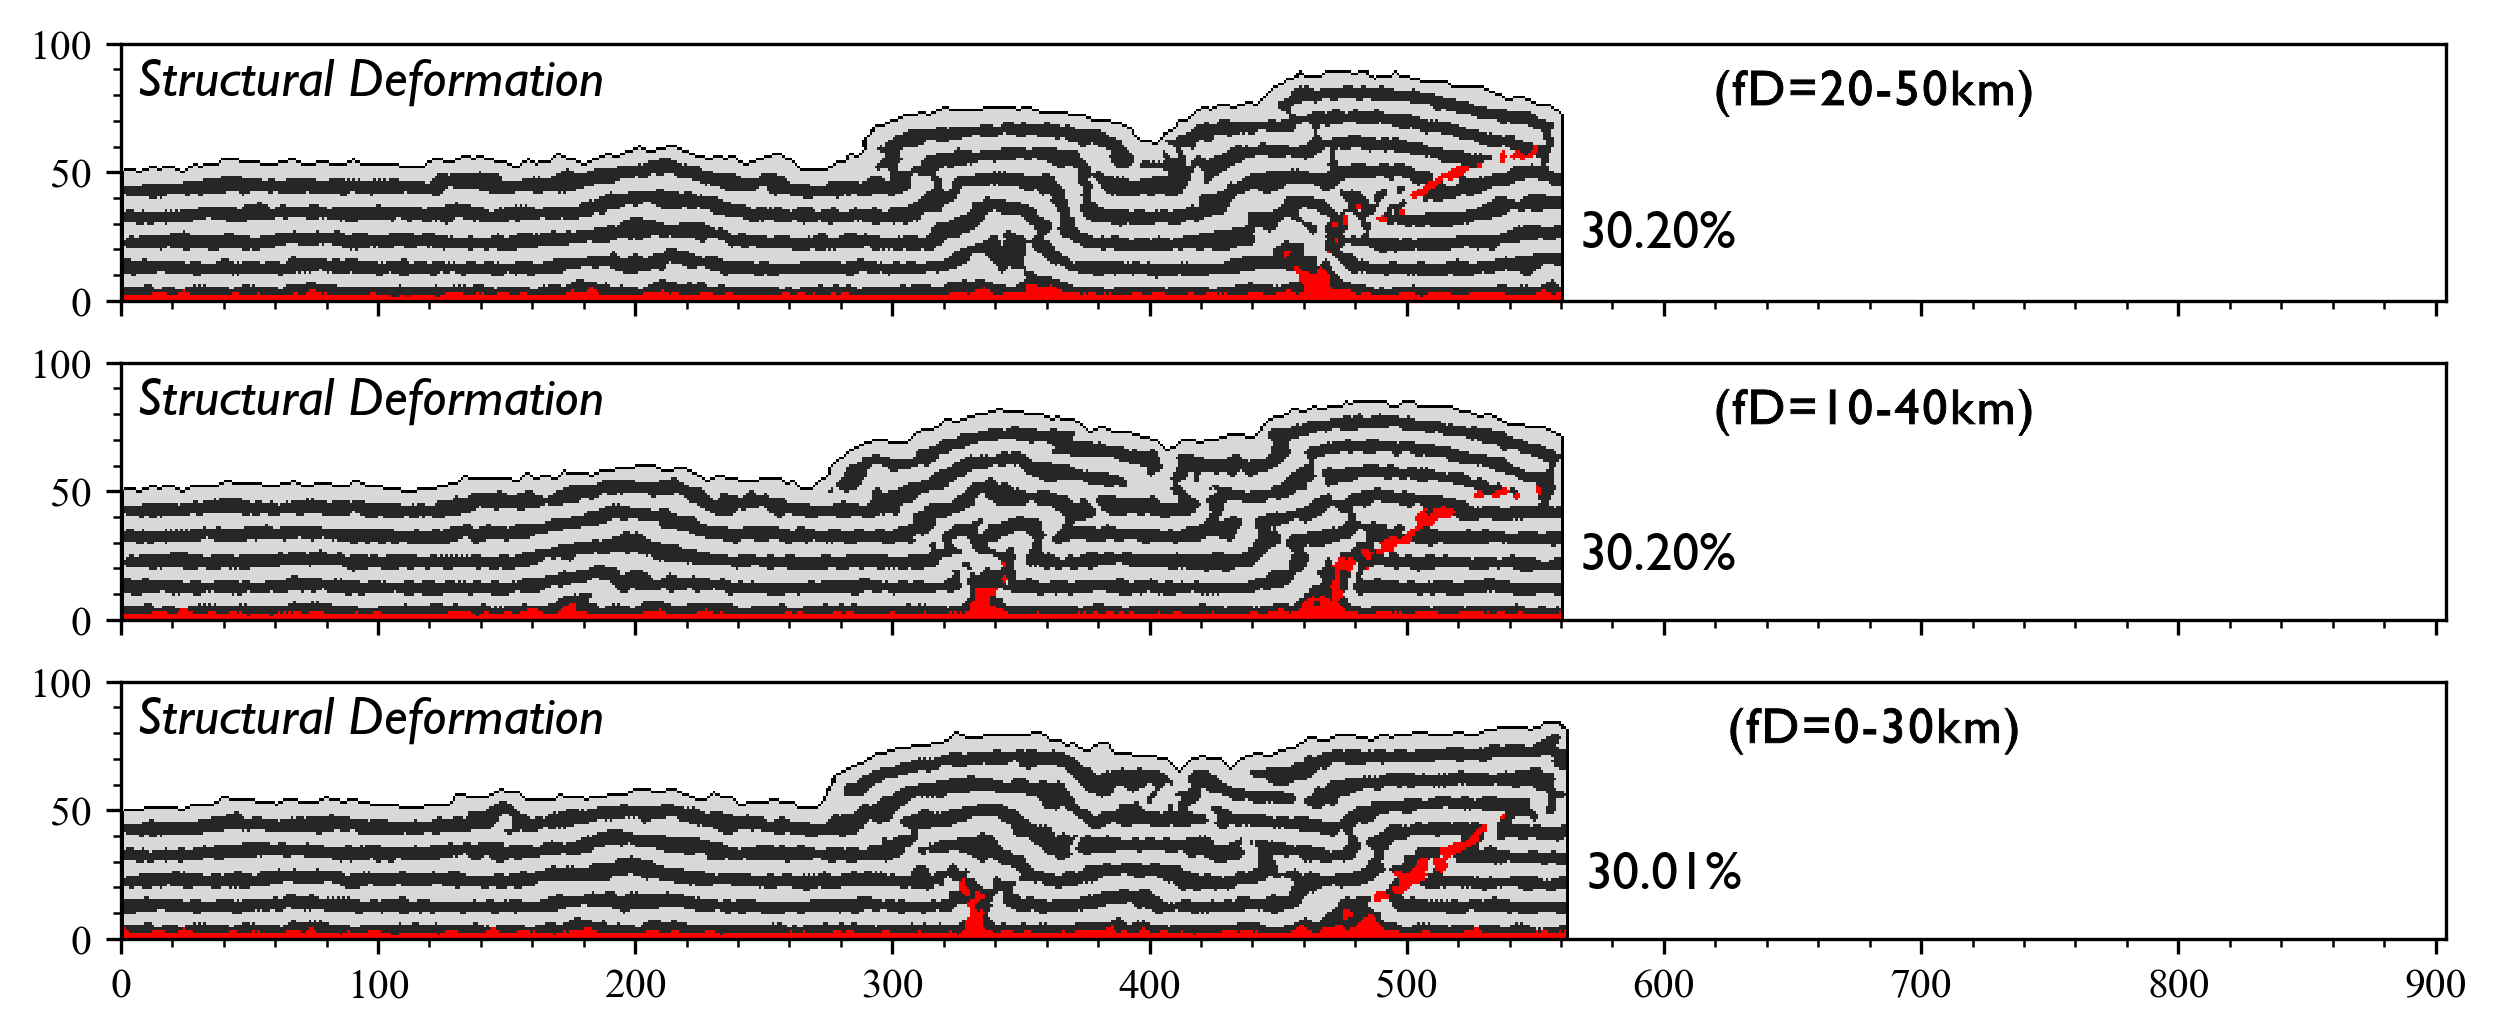 100
Structural Deformation
(fD=20-50km)
50
30.20%
0
100
Structural Deformation
(fD=10-40km)
50
30.20%
0
100
Structural Deformation
(fD=0-30km)
50
30.01%
0
0 100 200 300 400 500 600 700 800 900